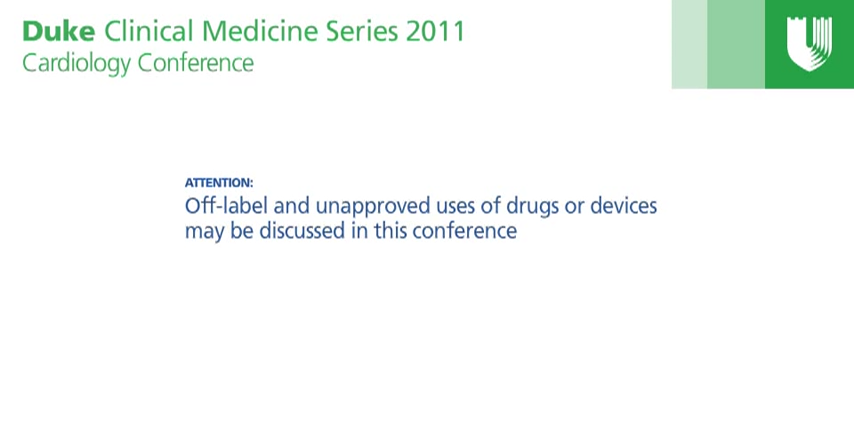 Duke Clinical Medicine Series 2011
Cardiology Conference
ATTENTION:
Off-label and unapproved uses of drugs or devices
may be discussed in this conference